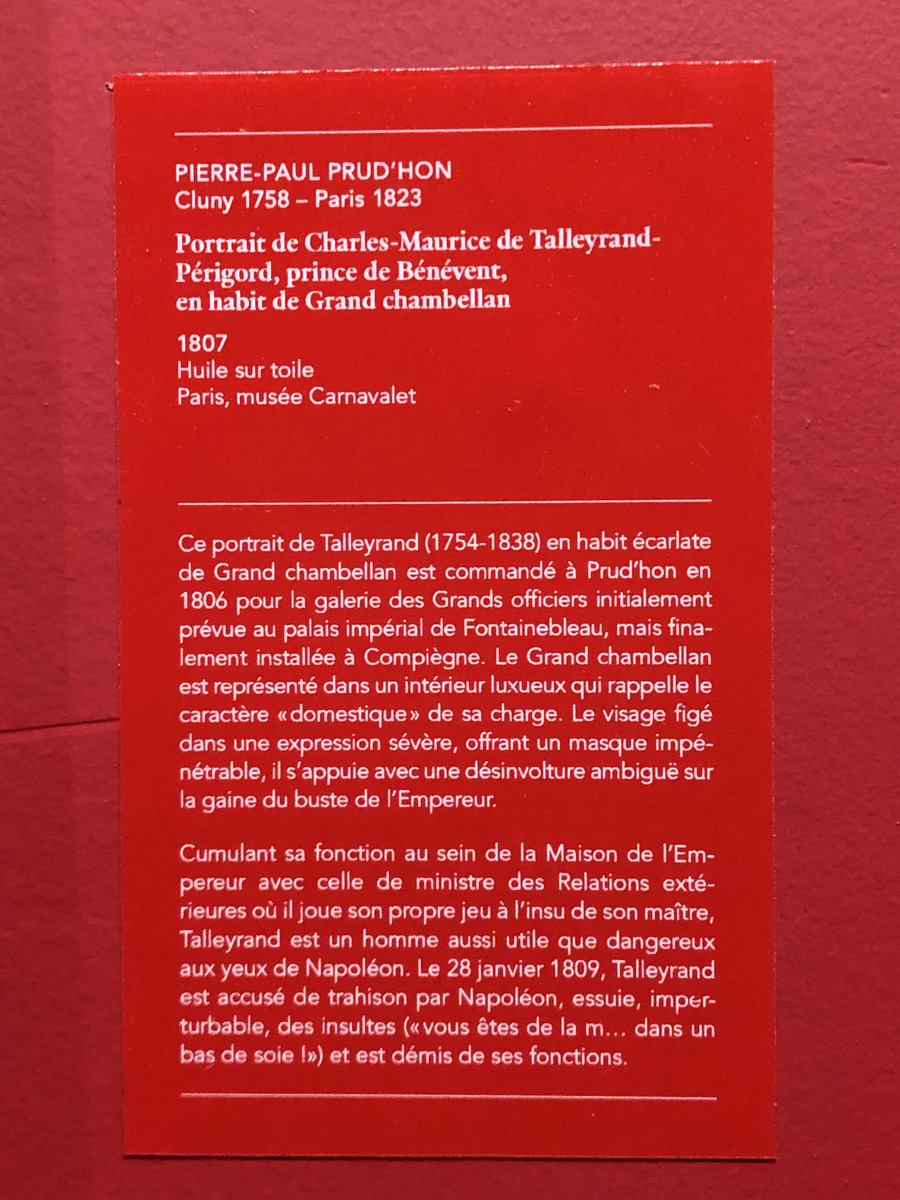 PIERRE-PAUL PRUD'HON
Cluny 1758 – Paris 1823
Portrait de Charles-Maurice de Talleyrand-
Périgord, prince de Bénévent,
en habit de Grand chambellan
1807
Huile sur toile
Paris, musée Carnavalet
Ce portrait de Talleyrand (1754-1838) en habit écarlate
de Grand chambellan est commandé à Prud'hon en
1806 pour la galerie des Grands officiers initialement
prévue au palais impérial de Fontainebleau, mais fina-
lement installée à Compiègne. Le Grand chambellan
est représenté dans un intérieur luxueux qui rappelle le
caractère «domestique» de sa charge. Le visage figé
dans une expression sévère, offrant un masque impé-
nétrable, il s'appuie avec une désinvolture ambiguë sur
la gaine du buste de l'Empereur.
Cumulant sa fonction au sein de la Maison de l'Em-
pereur avec celle de ministre des Relations exté-
rieures où il joue son propre jeu à l'insu de son maître,
Talleyrand est un homme aussi utile que dangereux
aux yeux de Napoléon. Le 28 janvier 1809, Talleyrand
est accusé de trahison par Napoléon, essuie, imper-
turbable, des insultes («vous êtes de la m... dans un
bas de soie !») et est démis de ses fonctions.